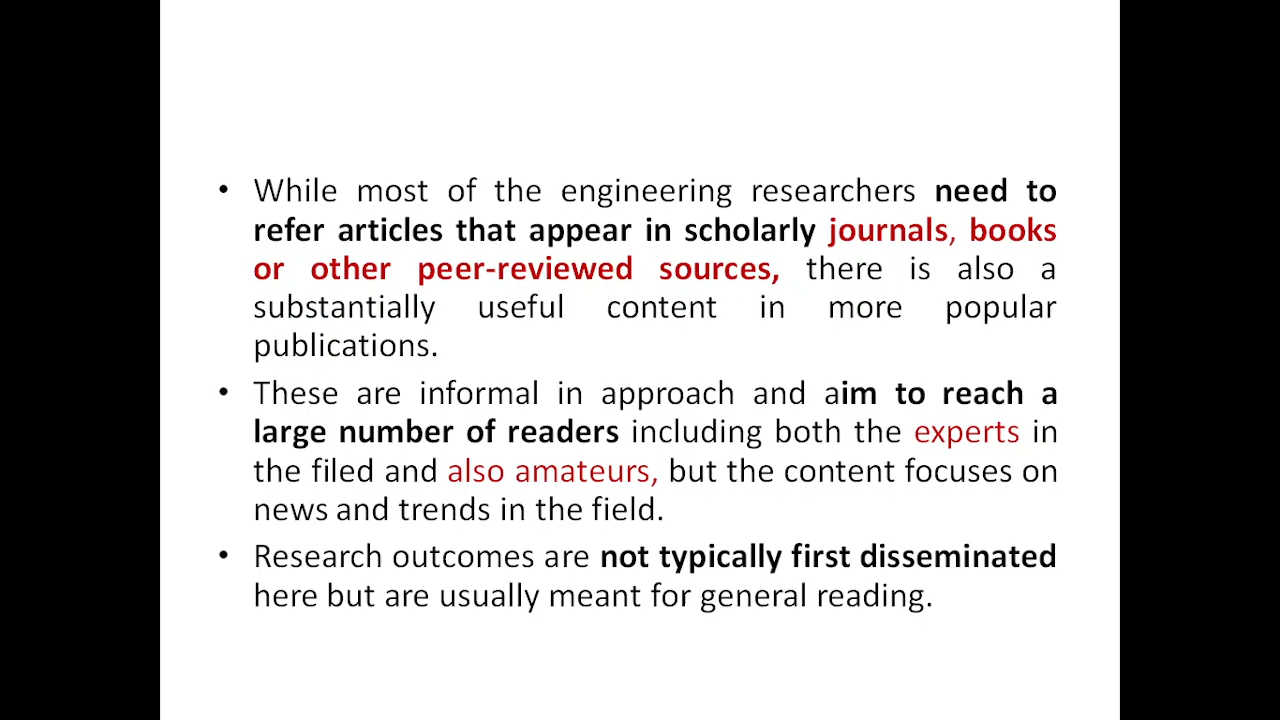 • While most of the engineering researchers need to
refer articles that appear in scholarly journals, books
or other peer-reviewed sources, there is also a
substantially useful content in more popular
publications.
• These are informal in approach and aim to reach a
large number of readers including both the experts in
the filed and also amateurs, but the content focuses on
news and trends in the field.
• Research outcomes are not typically first disseminated
here but are usually meant for general reading.